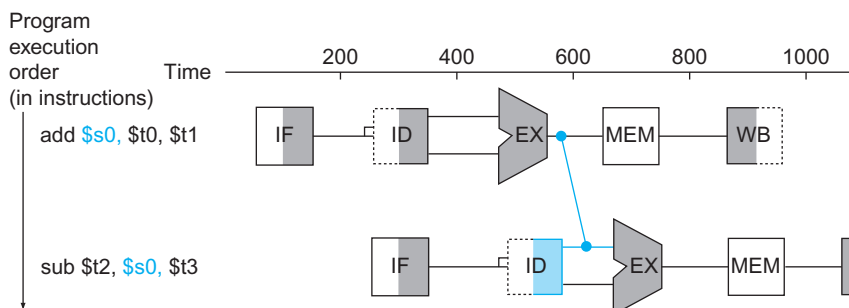 Program
execution
order
(in instructions)
Time
200 400 600 800 1000
add $s0, $t0, $t1
IF ID EX MEM WB
sub $t2, $s0, $t3
IF ID EX MEM